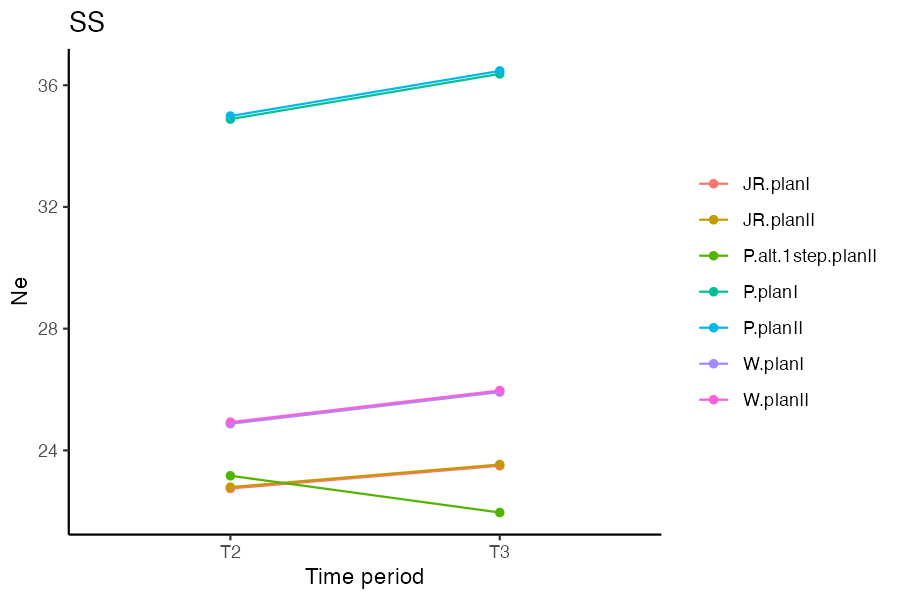 SS
36
32
28
24
Ne
T2
T3
Time period
JR.planI
JR.planII
P.alt.1step.planII
P.planI
P.planII
W.planI
W.planII